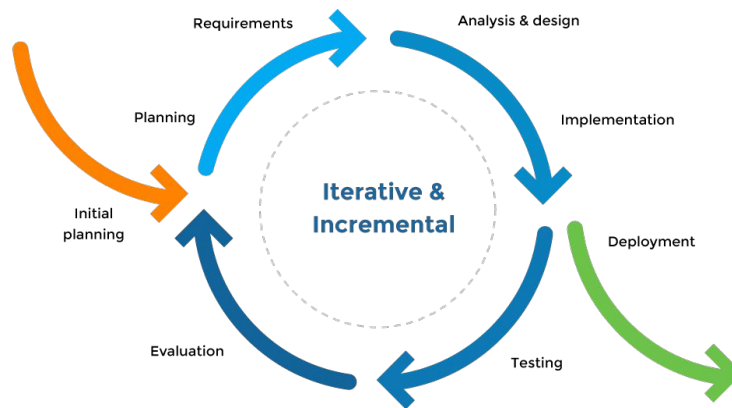 Requirements
Analysis & design
Planning
Implementation
Iterative &
Incremental
Initial
planning
Deployment
Evaluation
Testing